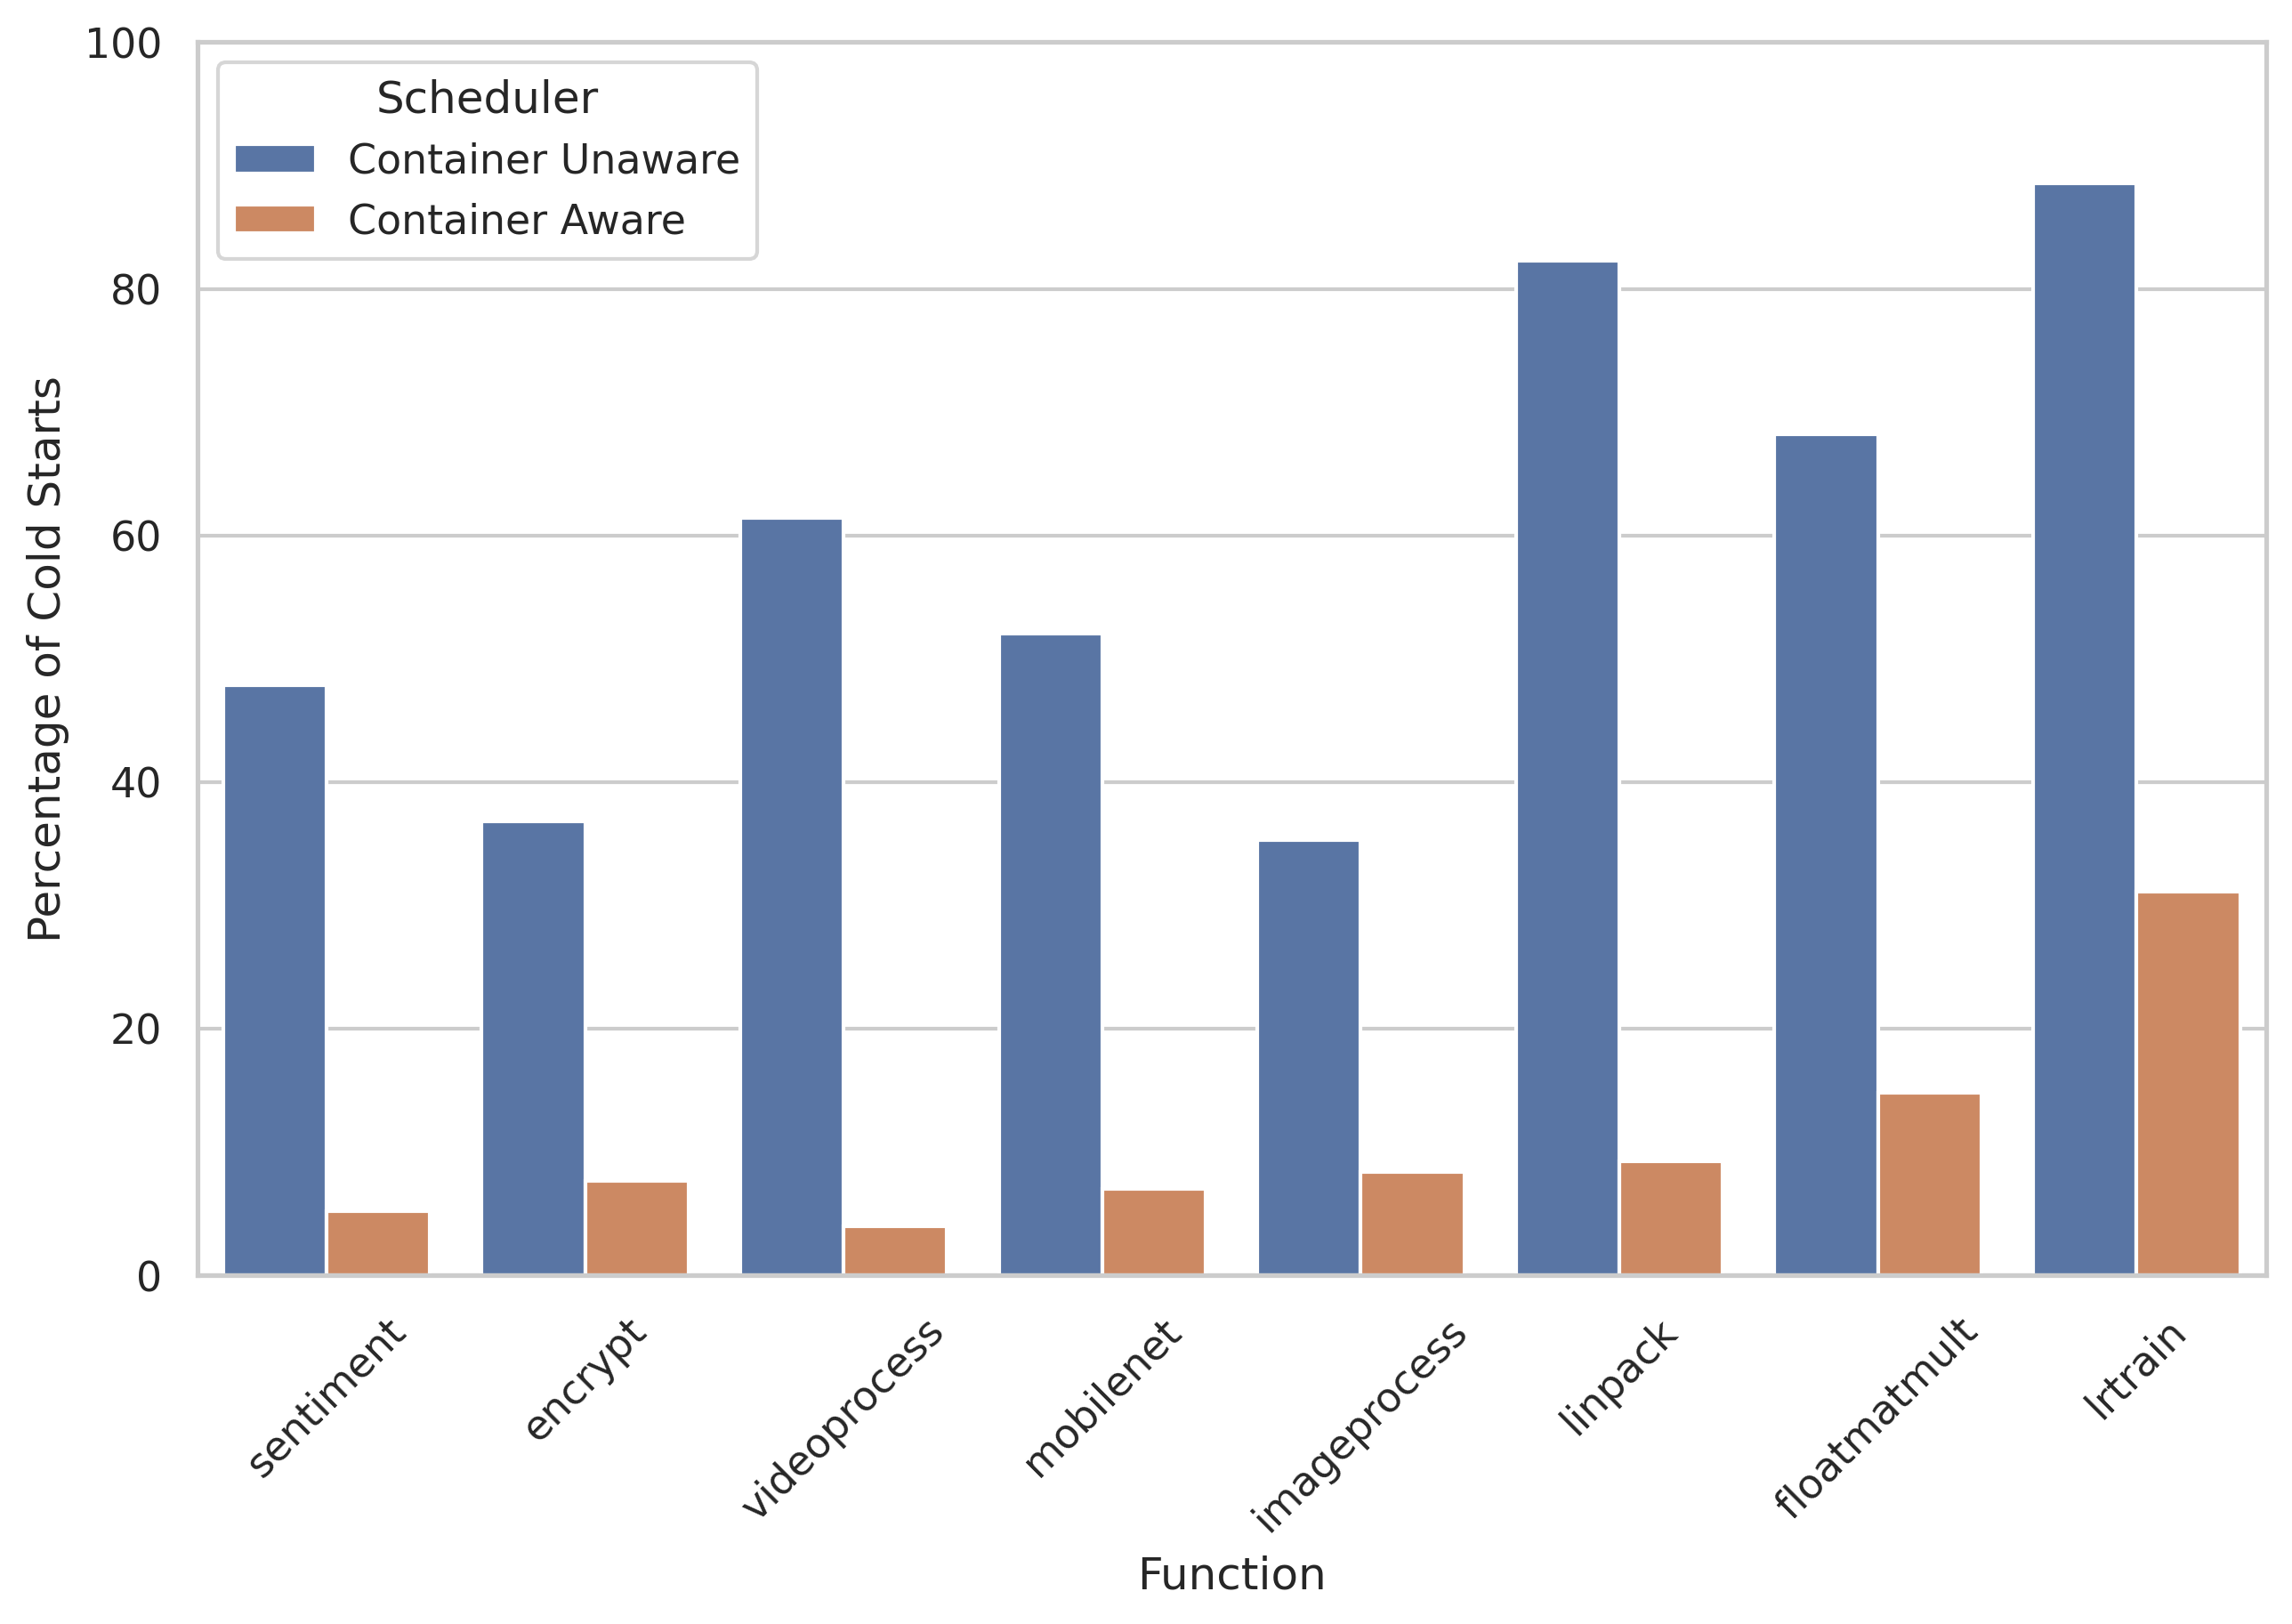 Scheduler
Container Unaware
Container Aware
Percentage of Cold Starts
100
80
60
40
20
0
sentiment
encrypt
videoprocess
mobilenet
imageprocess
linpack
floatmatmult
lrtrain
Function